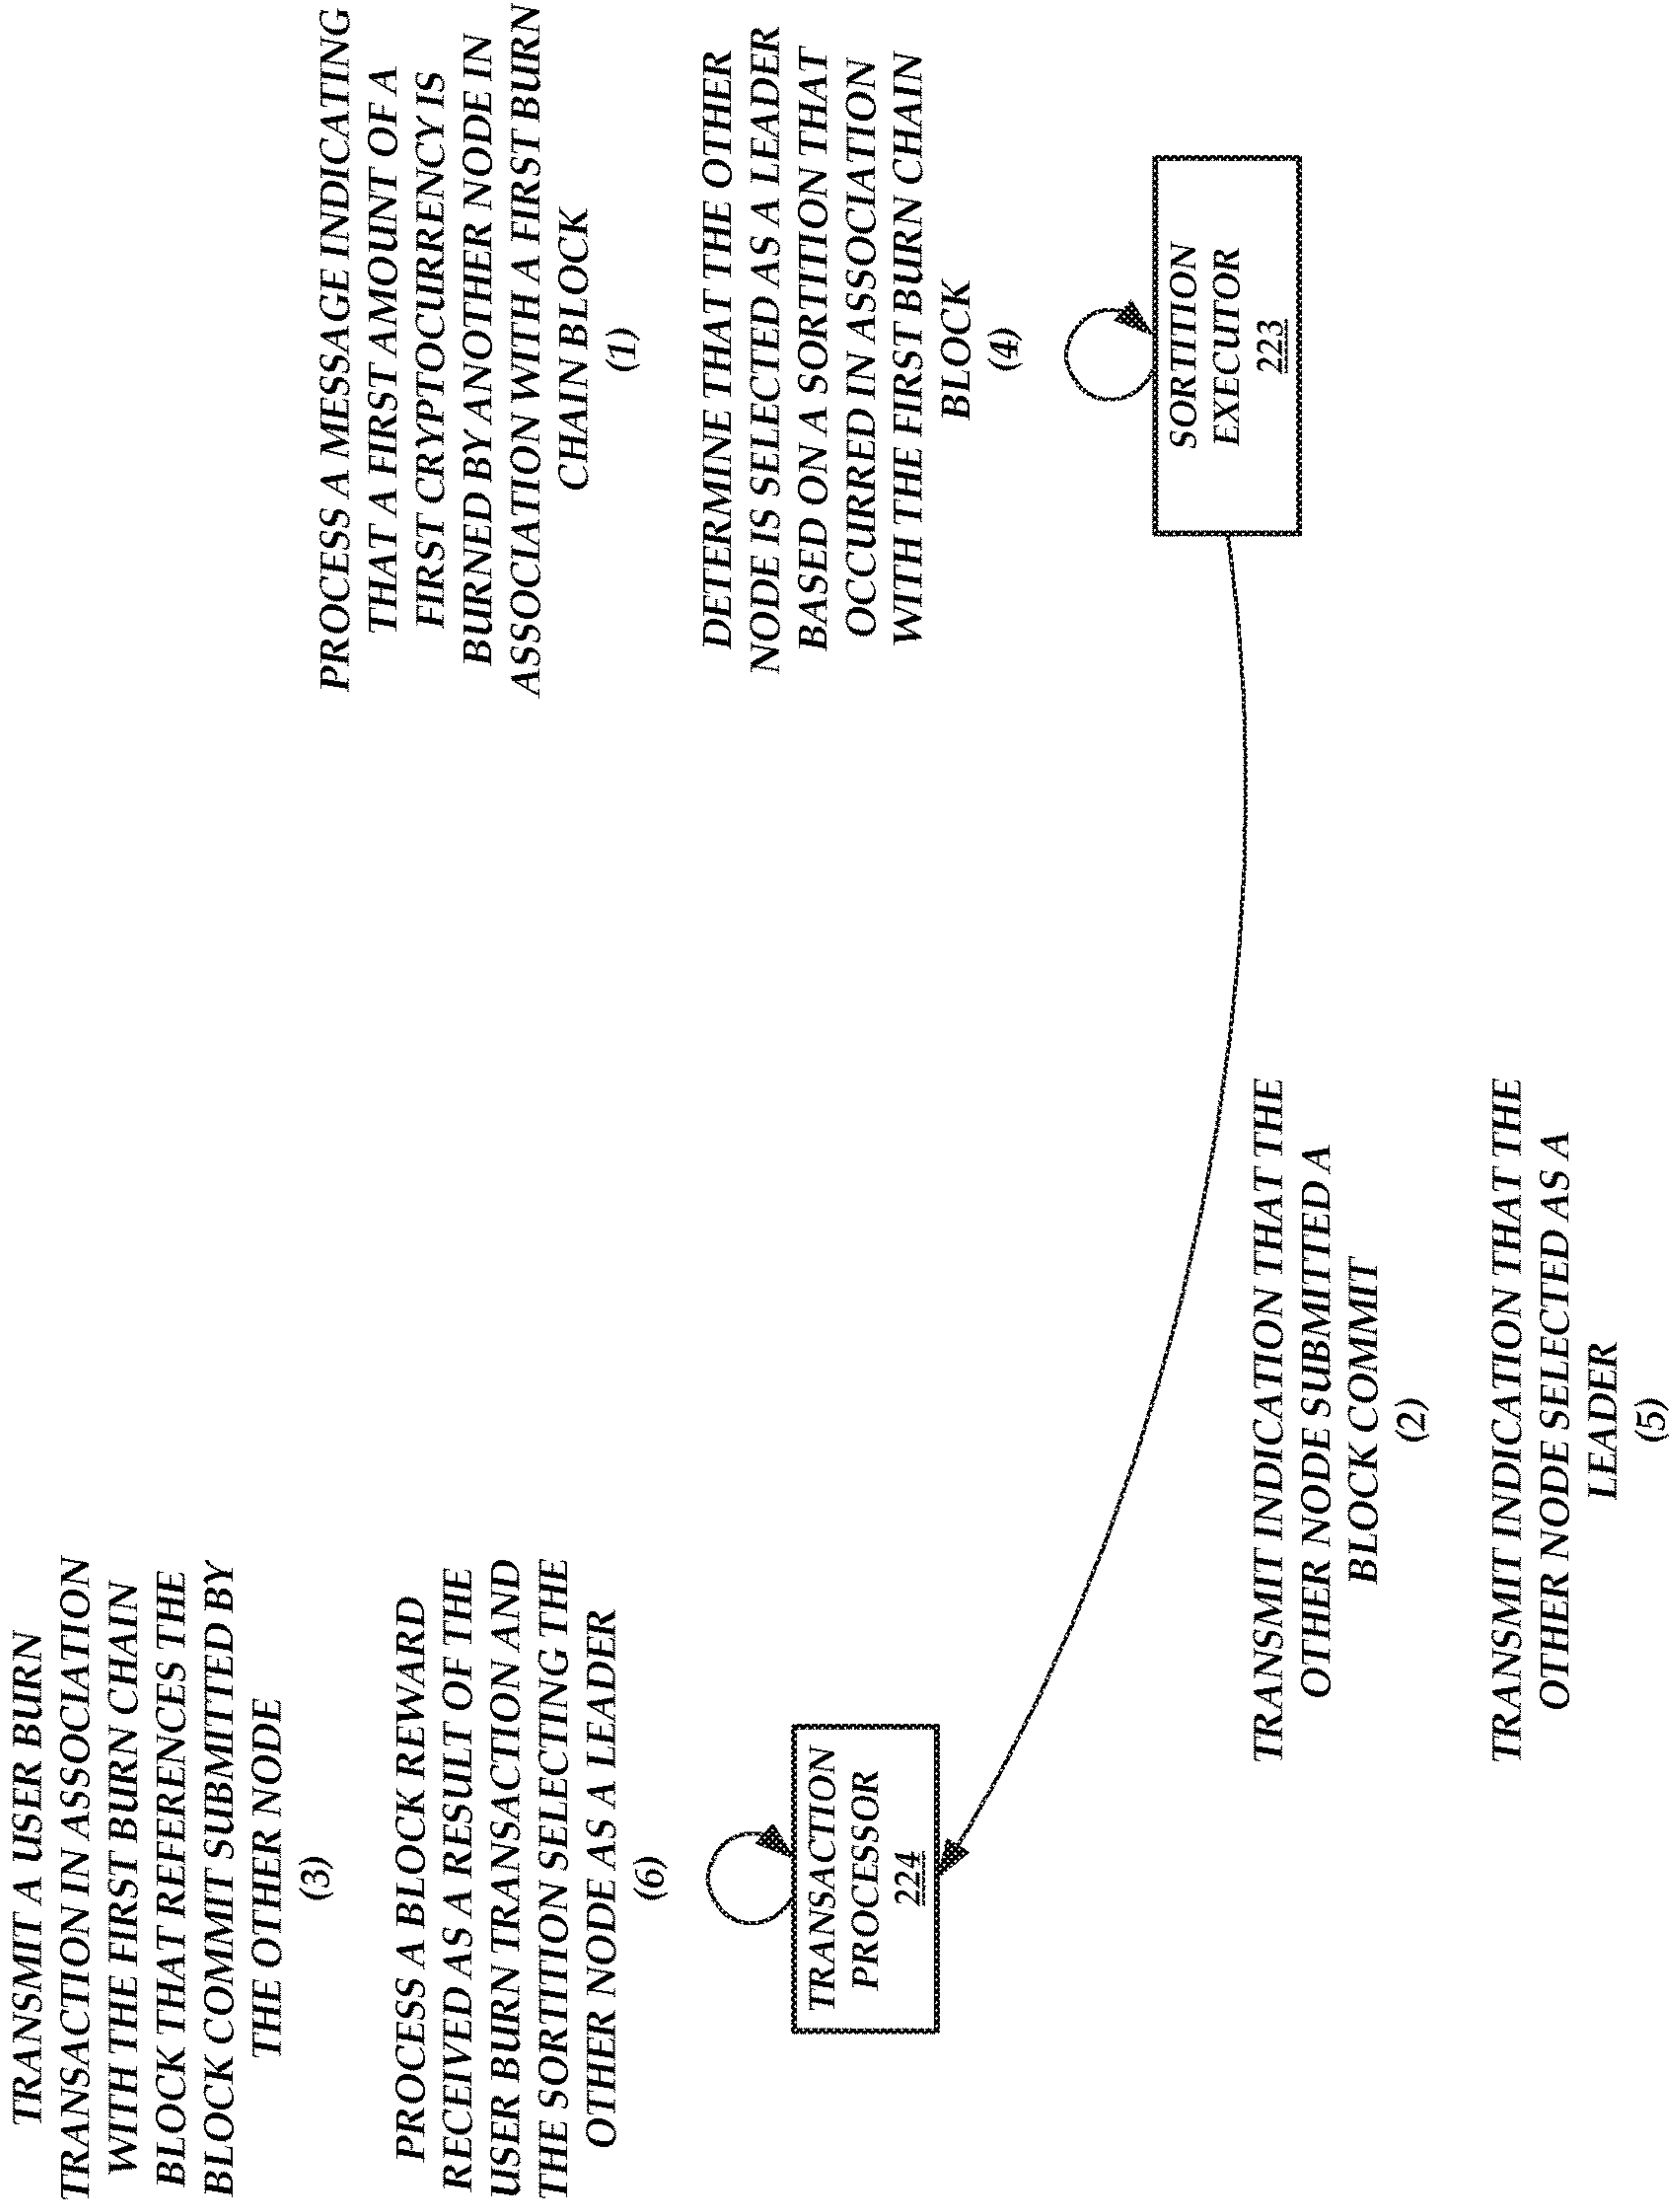 TRANSMIT A USER BURN
TRANSACTION IN ASSOCIATION
WITH THE FIRST BURN CHAIN
BLOCK THAT REFERENCES THE
BLOCK COMMIT SUBMITTED BY
THE OTHER NODE
(3)
PROCESS A BLOCK REWARD
RECEIVED AS A RESULT OF THE
USER BURN TRANSACTION AND
THE SORTITION SELECTING THE
OTHER NODE AS A LEADER
(6)
TRANSACTION
PROCESSOR
224
TRANSMIT INDICATION THAT THE
OTHER NODE SUBMITTED A
BLOCK COMMIT
(2)
TRANSMIT INDICATION THAT THE
OTHER NODE SELECTED AS A
LEADER
(5)
PROCESS A MESSAGE INDICATING
THAT A FIRST AMOUNT OF A
FIRST CRYPTOCURRENCY IS
BURNED BY ANOTHER NODE IN
ASSOCIATION WITH A FIRST BURN
CHAIN BLOCK
(1)
DETERMINE THAT THE OTHER
NODE IS SELECTED AS A LEADER
BASED ON A SORTITION THAT
OCCURRED IN ASSOCIATION
WITH THE FIRST BURN CHAIN
BLOCK
(4)
SORTITION
EXECUTOR
223